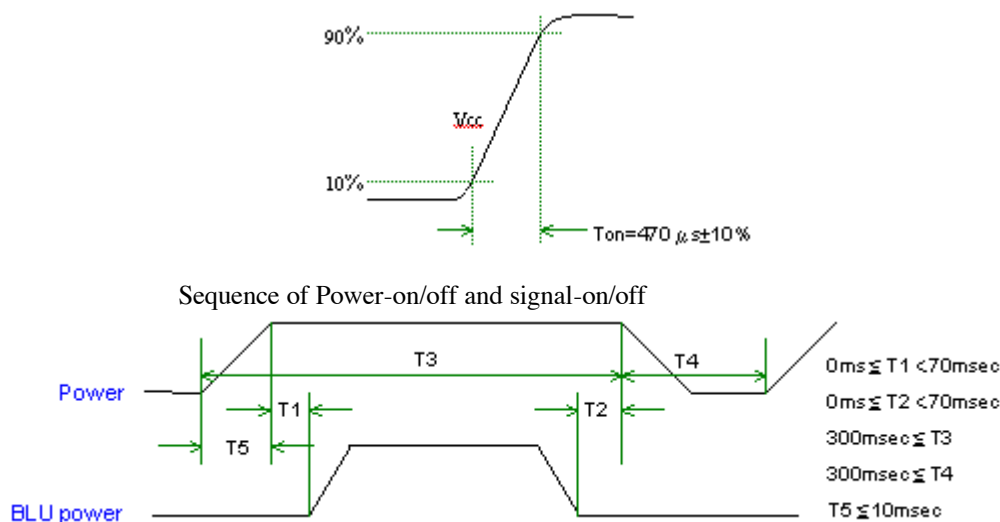 90%
Vcc
10%
Ton=470 μs±10%
Sequence of Power-on/off and signal-on/off
T3
T4
0ms≦T1<70msec
Power
T1
T2
0ms≦T2<70msec
T5
300msec≦T3
300msec≦T4
BLU power
T5≦10msec